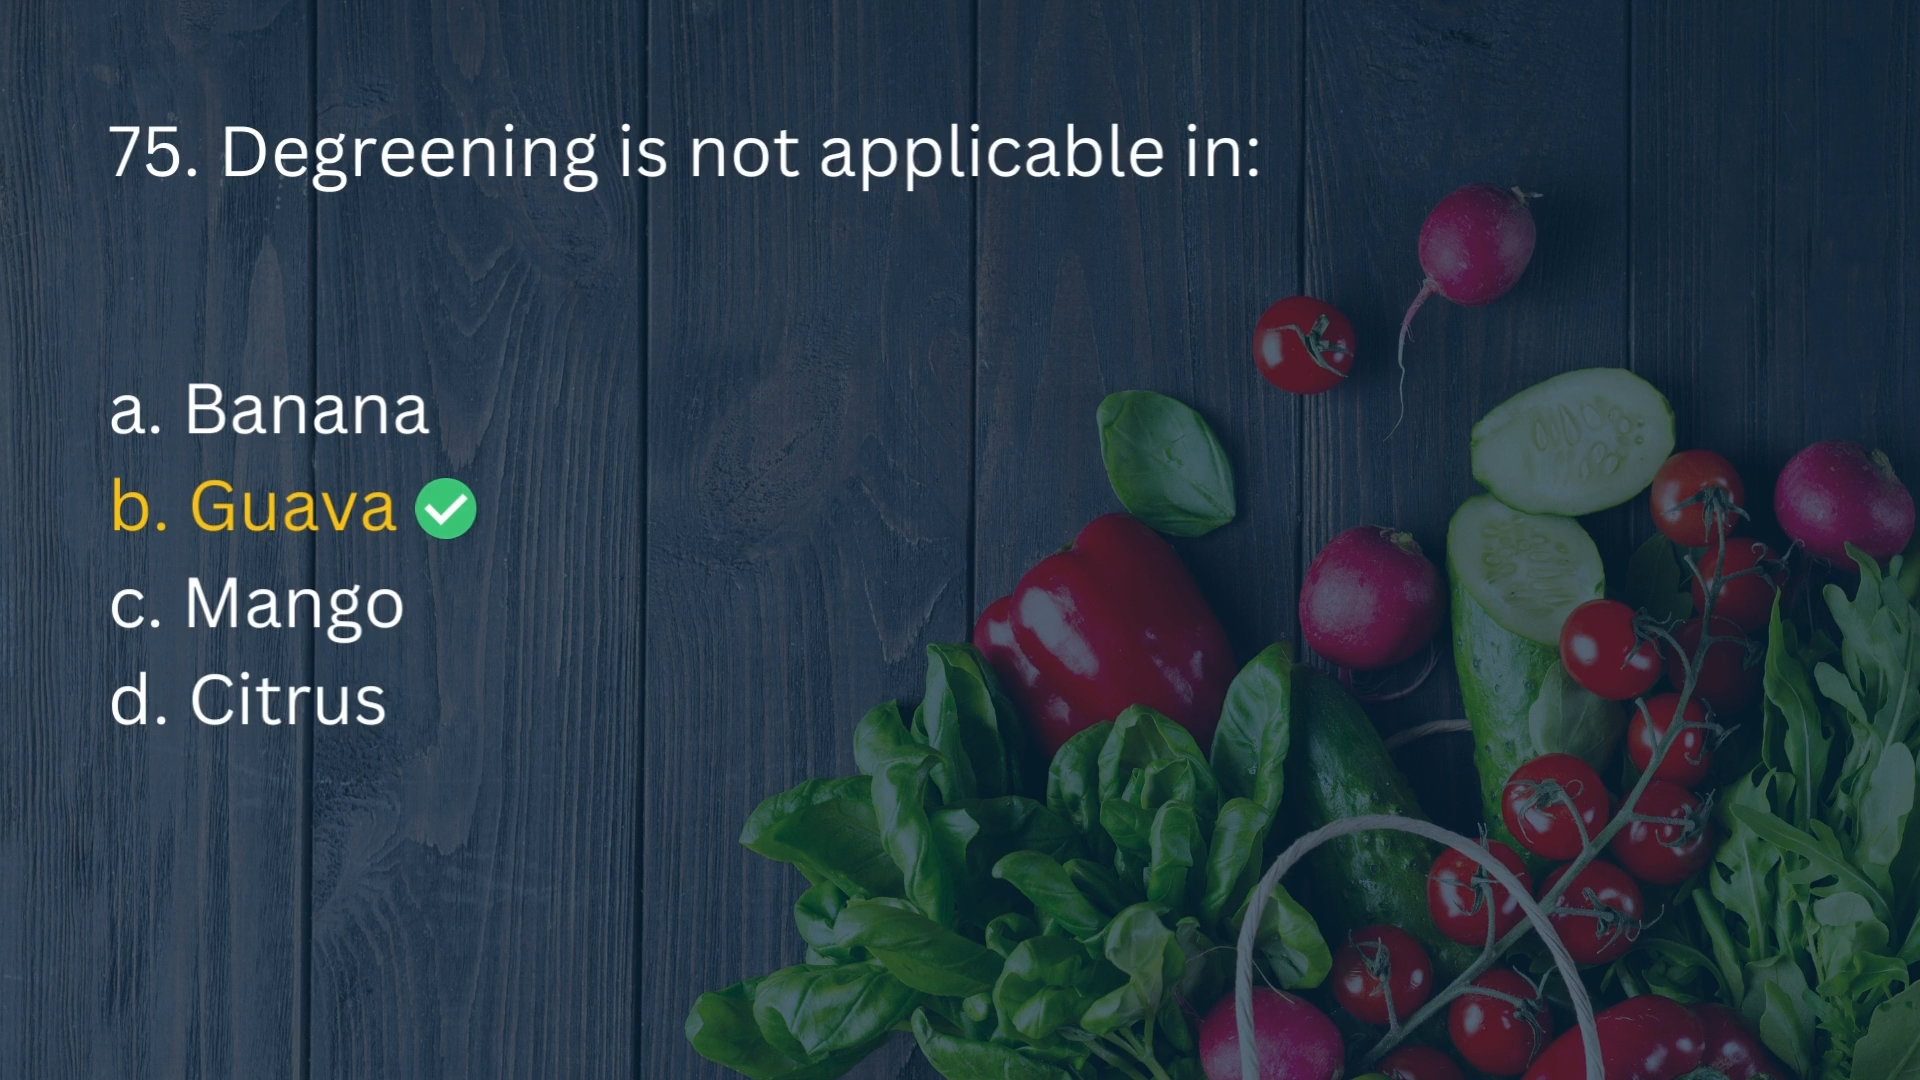 75. Degreening is not applicable in:
a. Banana
b. Guava ✅
c. Mango
d. Citrus